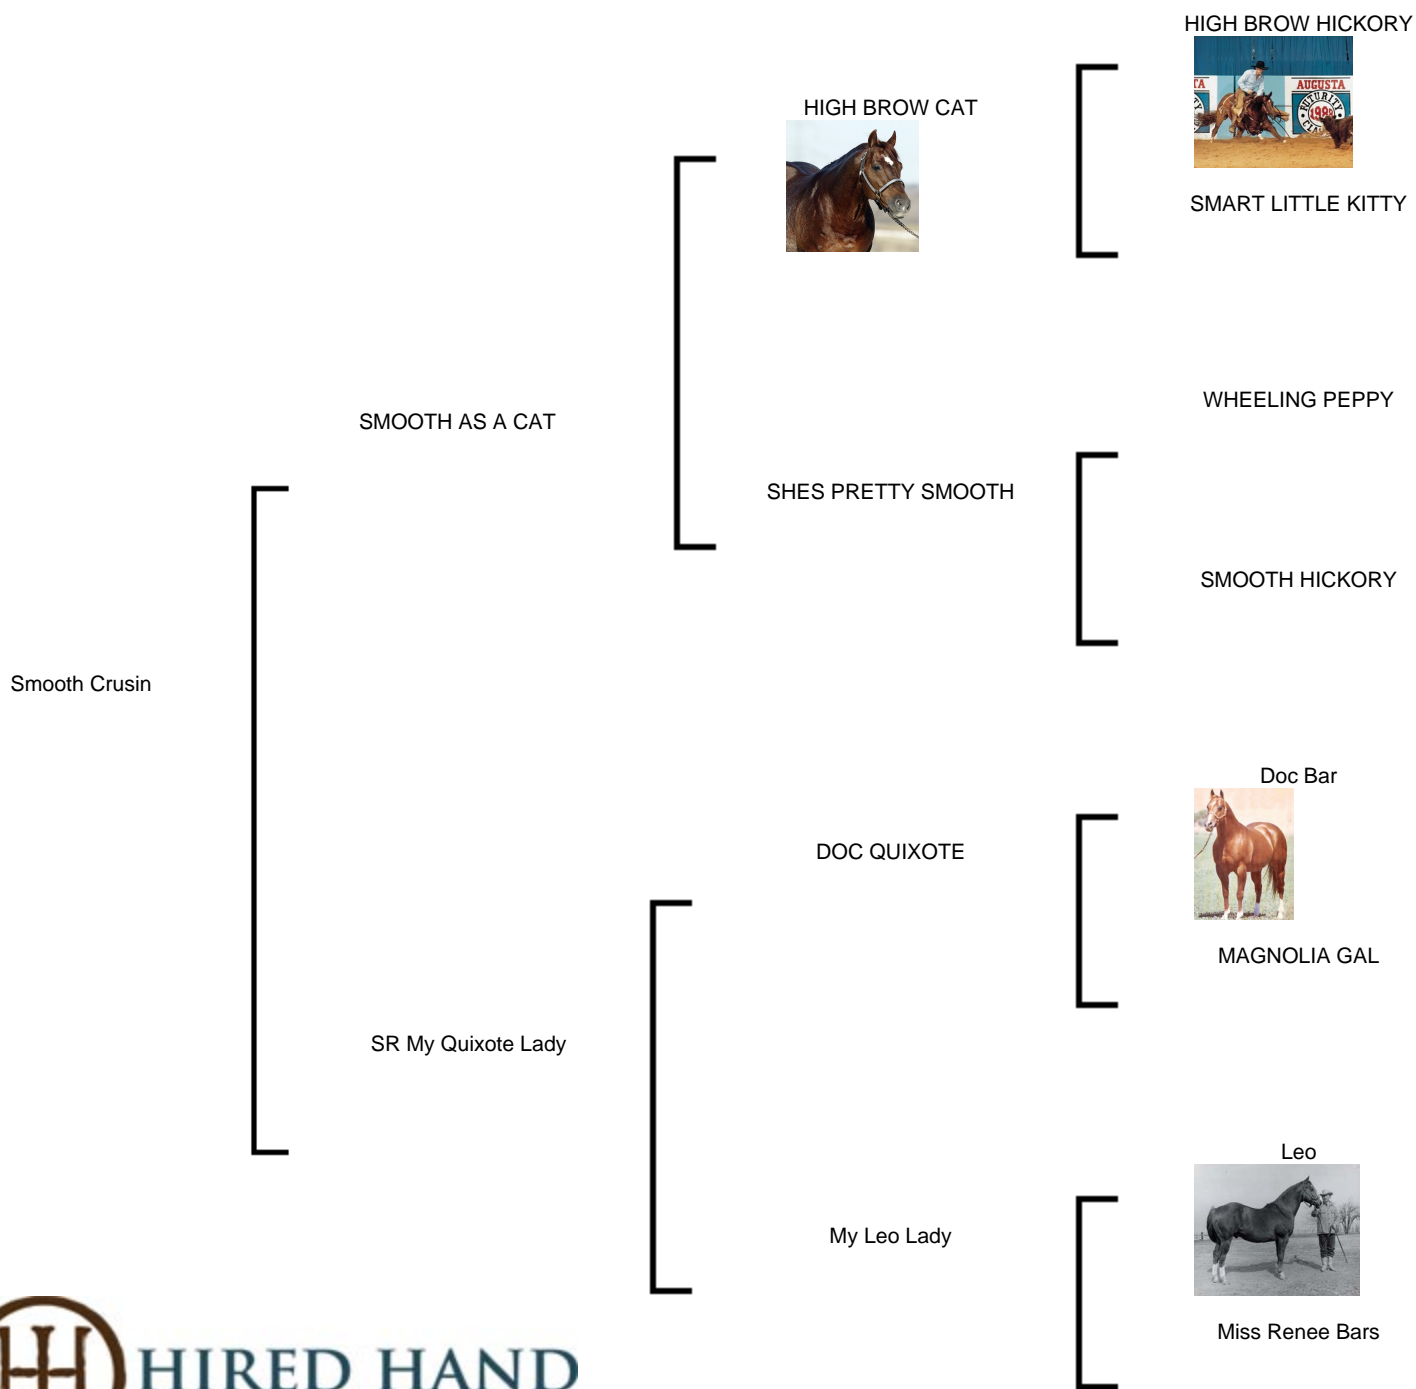 HIGH BROW HICKORY
AUGUSTA
FUTURITY
HIGH BROW CAT
SMART LITTLE KITTY
WHEELING PEPPY
SMOOTH AS A CAT
SHES PRETTY SMOOTH
SMOOTH HICKORY
Smooth Crusin
Doc Bar
DOC QUIXOTE
MAGNOLIA GAL
SR My Quixote Lady
Leo
My Leo Lady
Miss Renee Bars
HIRED HAND